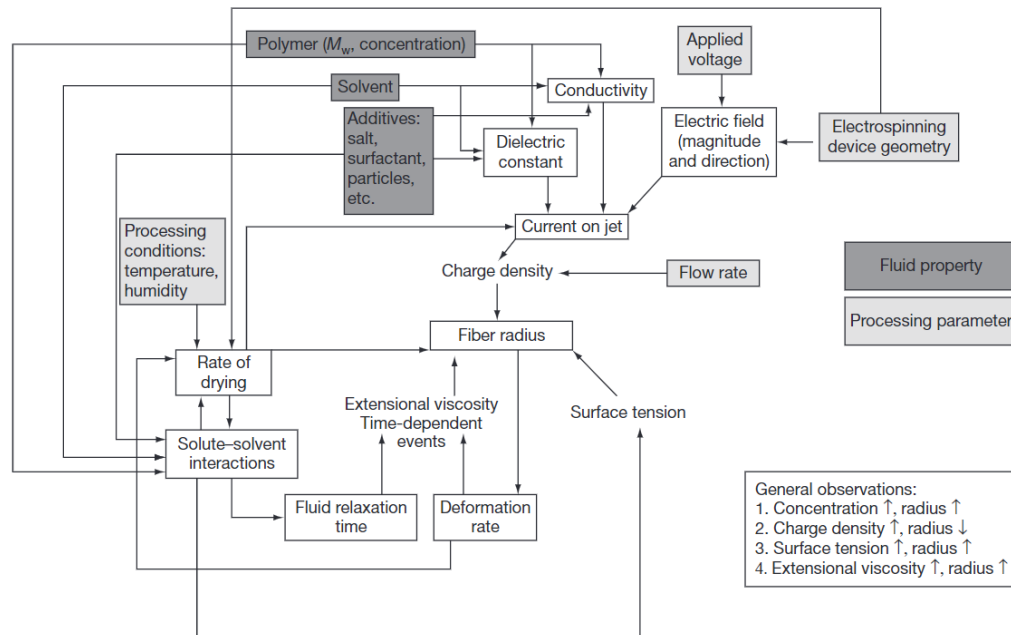 Polymer (Mw, concentration)
Applied
voltage
Solvent
Conductivity
Additives:
salt,
surfactant,
particles,
etc.
Dielectric
constant
Electric field
(magnitude
and direction)
Electrospinning
device geometry
Processing
conditions:
temperature,
humidity
Current on jet
Charge density
Flow rate
Fluid property
Processing parameter
Fiber radius
Rate of
drying
Extensional viscosity
Time-dependent
events
Surface tension
Solute–solvent
interactions
Fluid relaxation
time
Deformation
rate
General observations:
1. Concentration ↑, radius ↑
2. Charge density ↑, radius ↓
3. Surface tension ↑, radius ↑
4. Extensional viscosity ↑, radius ↑